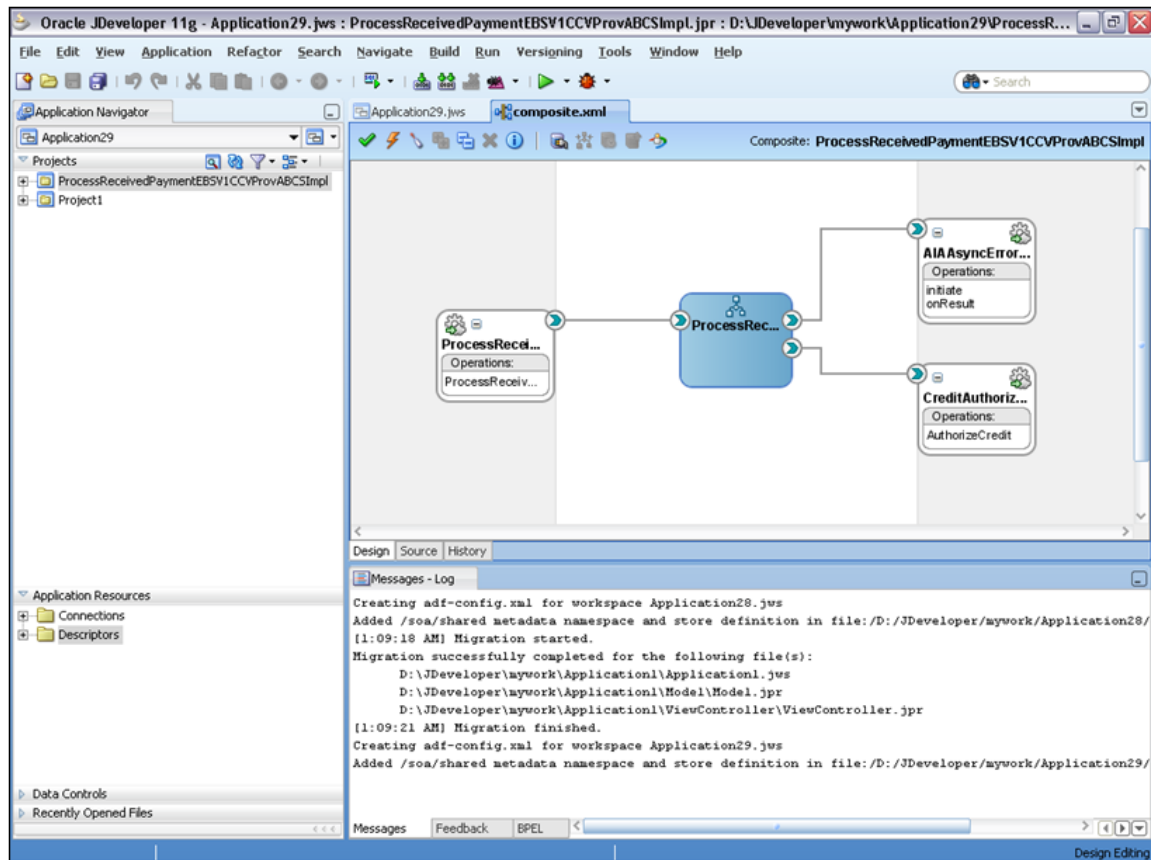 Oracle JDeveloper 11g - Application29.jws : ProcessReceivedPaymentEBSV1CCVProvABCSImpl.jpr : D:\JDeveloper\mywork\Application29\ProcessR...
File Edit View Application Refactor Search Navigate Build Run Versioning Tools Window Help
Search
Application Navigator
Application29.jws
composite.xml
Application29
Composite: ProcessReceivedPaymentEBSV1CCVProvABCSImpl
Projects
ProcessReceivedPaymentEBSV1CCVProvABCSImpl
Project1
ProcessRecei...
Operations:
ProcessReceiv...
ProcessRec...
AIAAsyncError...
Operations:
initiate
onResult
CreditAuthoriz...
Operations:
AuthorizeCredit
Design Source History
Application Resources
Connections
Descriptors
Data Controls
Recently Opened Files
Messages - Log
Creating adf-config.xml for workspace Application28.jws
Added /soa/shared metadata namespace and store definition in file:/D:/JDeveloper/mywork/Application28/
[1:09:18 AM] Migration started.
Migration successfully completed for the following file(s):
D:\JDeveloper\mywork\Application1\Application1.jws
D:\JDeveloper\mywork\Application1\Model\Model.jpr
D:\JDeveloper\mywork\Application1\ViewController\ViewController.jpr
[1:09:21 AM] Migration finished.
Creating adf-config.xml for workspace Application29.jws
Added /soa/shared metadata namespace and store definition in file:/D:/JDeveloper/mywork/Application29/
Messages Feedback BPEL
Design Editing